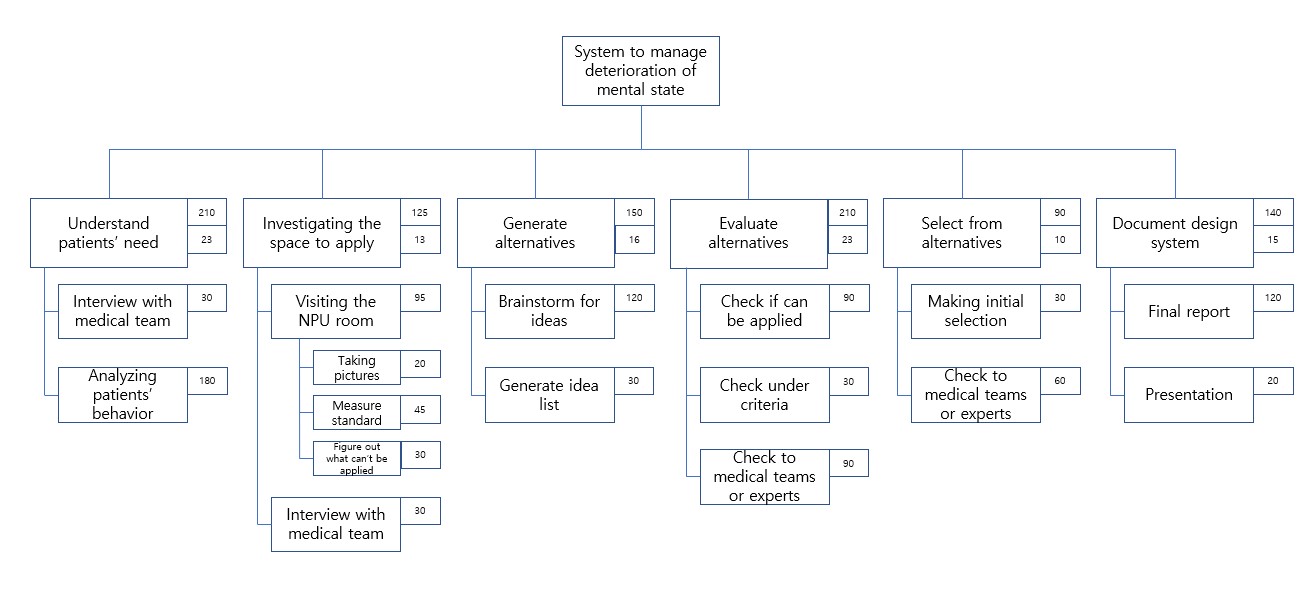 System to manage
deterioration of
mental state
Understand
patients' need
210
23
Interview with
medical team
30
Analyzing
patients'
behavior
180
Investigating the
space to apply
125
13
Visiting the
NPU room
95
Taking
pictures
20
Measure
standard
45
Figure out
what can't be
applied
30
Interview with
medical team
30
Generate
alternatives
150
16
Brainstorm for
ideas
120
Generate idea
list
30
Evaluate
alternatives
210
23
Check if can
be applied
90
Check under
criteria
30
Check to
medical teams
or experts
90
Select from
alternatives
90
10
Making initial
selection
30
Check to
medical teams
or experts
60
Document design
system
140
15
Final report
120
Presentation
20